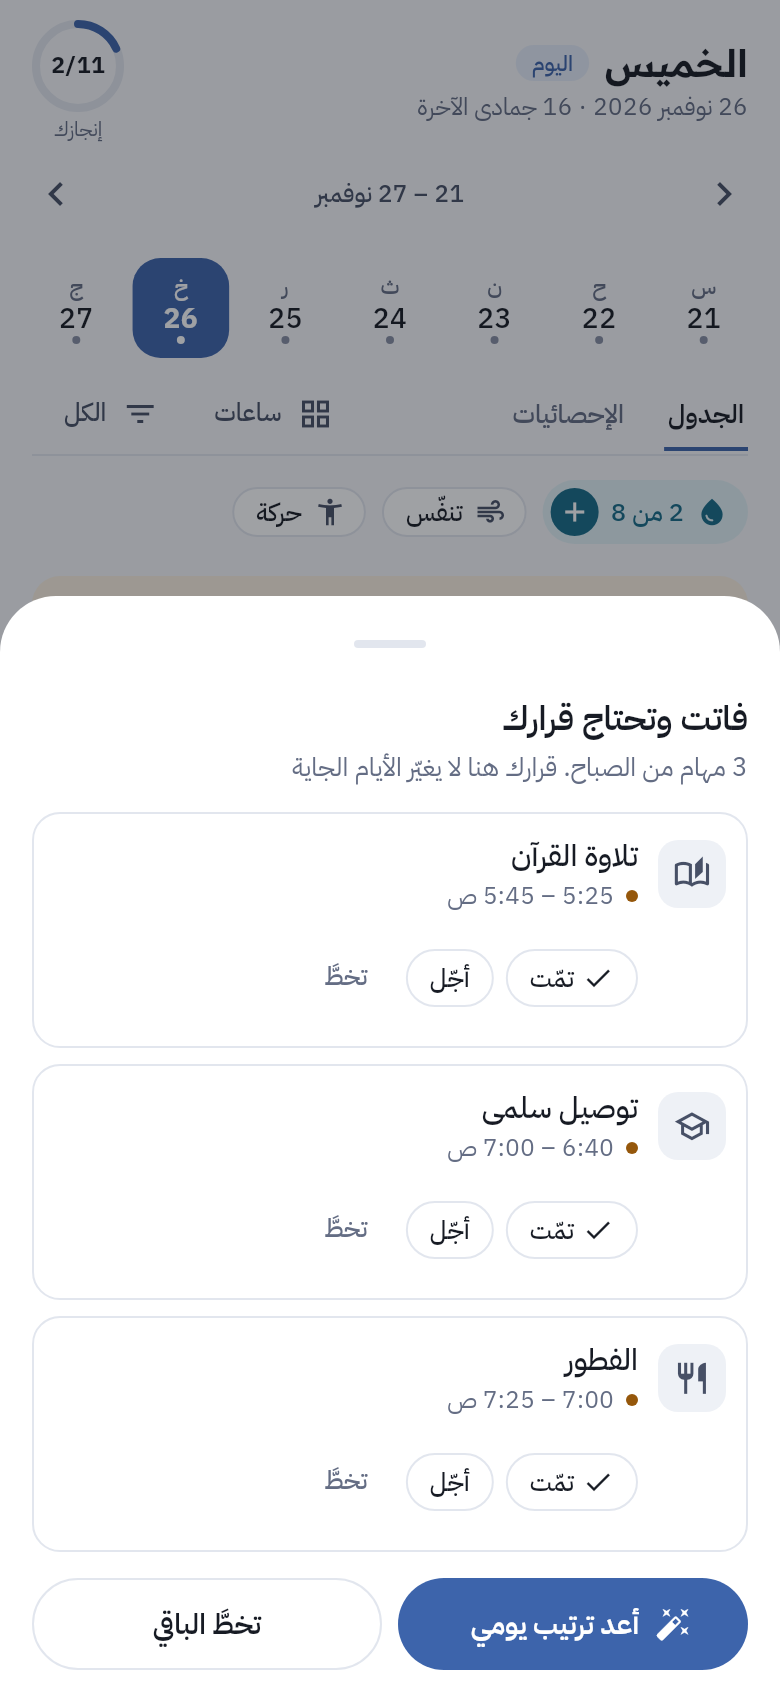 الخميس اليوم
26 نوفمبر 2026 · 16 جمادى الآخرة
2/11
إنجازك
21 – 27 نوفمبر
س ح ن ث ر خ ج
21 22 23 24 25 26 27
الجدول الإحصائيات ساعات الكل
2 من 8 تنفّس حركة
فاتت وتحتاج قرارك
3 مهام من الصباح. قرارك هنا لا يغيّر الأيام الجاية
تلاوة القرآن
5:25 – 5:45 ص
تمّت أجّل تخطَّ
توصيل سلمى
6:40 – 7:00 ص
تمّت أجّل تخطَّ
الفطور
7:00 – 7:25 ص
تمّت أجّل تخطَّ
أعد ترتيب يومي تخطَّ الباقي